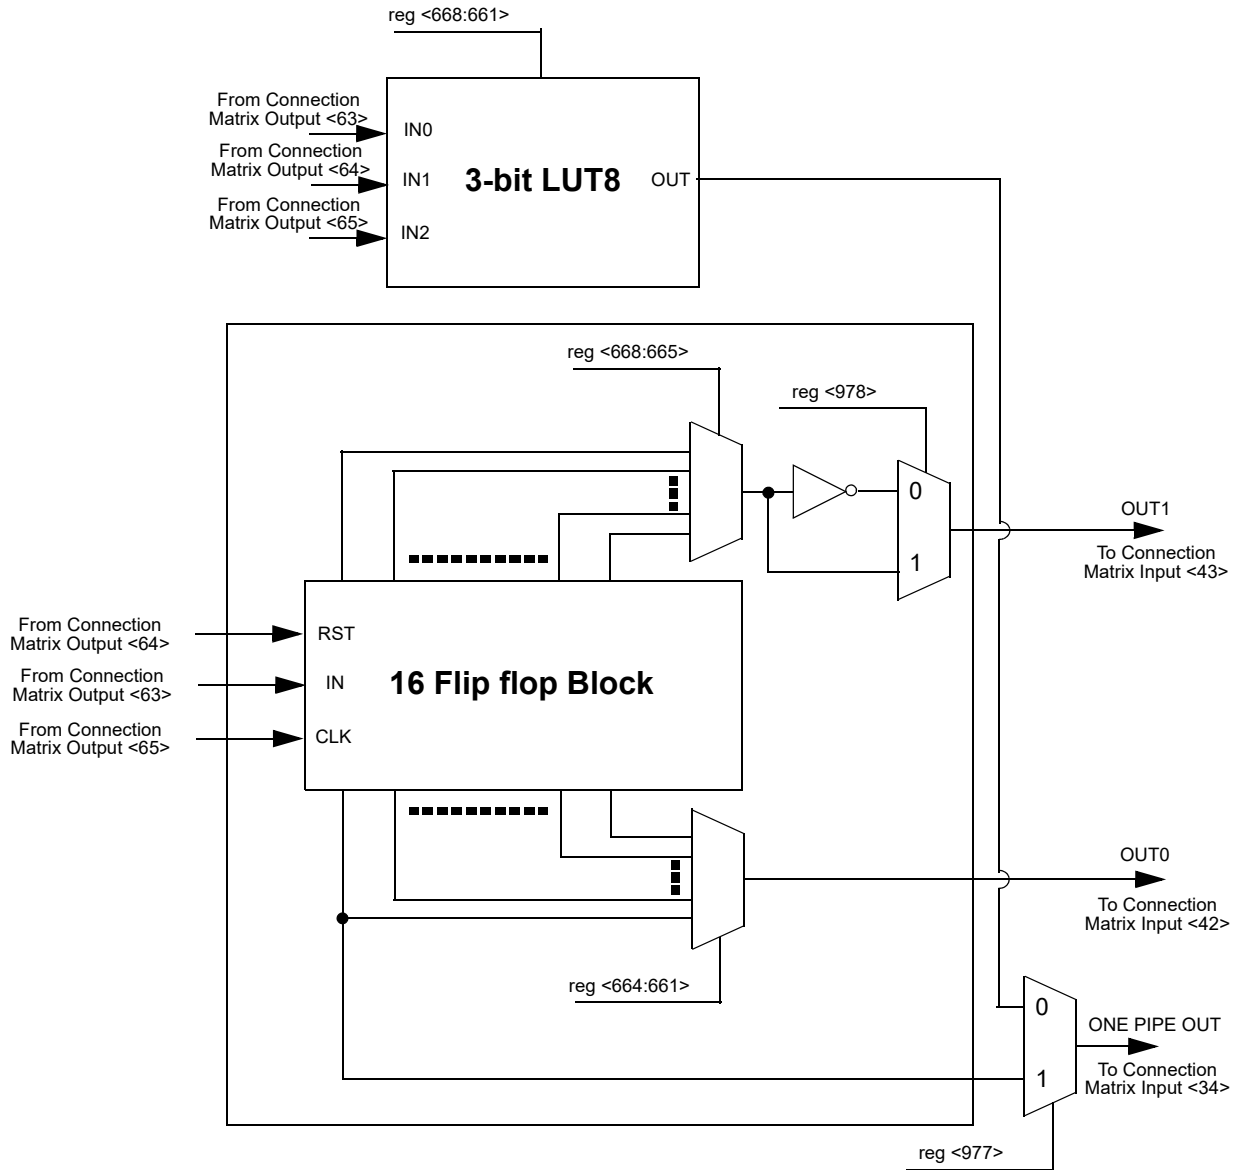 reg <668:661>
From Connection
Matrix Output <63>
IN0
From Connection
Matrix Output <64>
IN1
3-bit LUT8
OUT
From Connection
Matrix Output <65>
IN2
reg <668:665>
reg <978>
0
1
OUT1
To Connection
Matrix Input <43>
From Connection
Matrix Output <64>
RST
From Connection
Matrix Output <63>
IN
16 Flip flop Block
From Connection
Matrix Output <65>
CLK
OUT0
To Connection
Matrix Input <42>
reg <664:661>
0
1
ONE PIPE OUT
To Connection
Matrix Input <34>
reg <977>